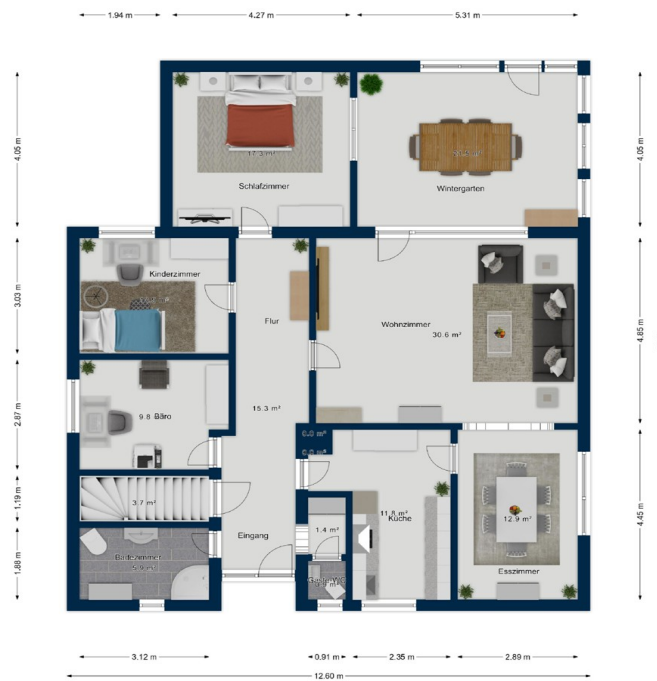 1.94 m
4.27 m
5.31 m
4.05 m
4.05 m
17.3 m²
Schlafzimmer
Wintergarten
3.03 m
4.85 m
Kinderzimmer
Flur
Wohnzimmer
30.6 m²
2.87 m
15.3 m²
9.8
Büro
0.0 m²
0.0 m²
1.19 m
4.45 m
3.7 m²
11.8 m²
Küche
12.9 m²
1.4 m²
Eingang
1.88 m
Badezimmer
5.9 m²
Esszimmer
3.12 m
0.91 m
2.35 m
2.89 m
12.60 m